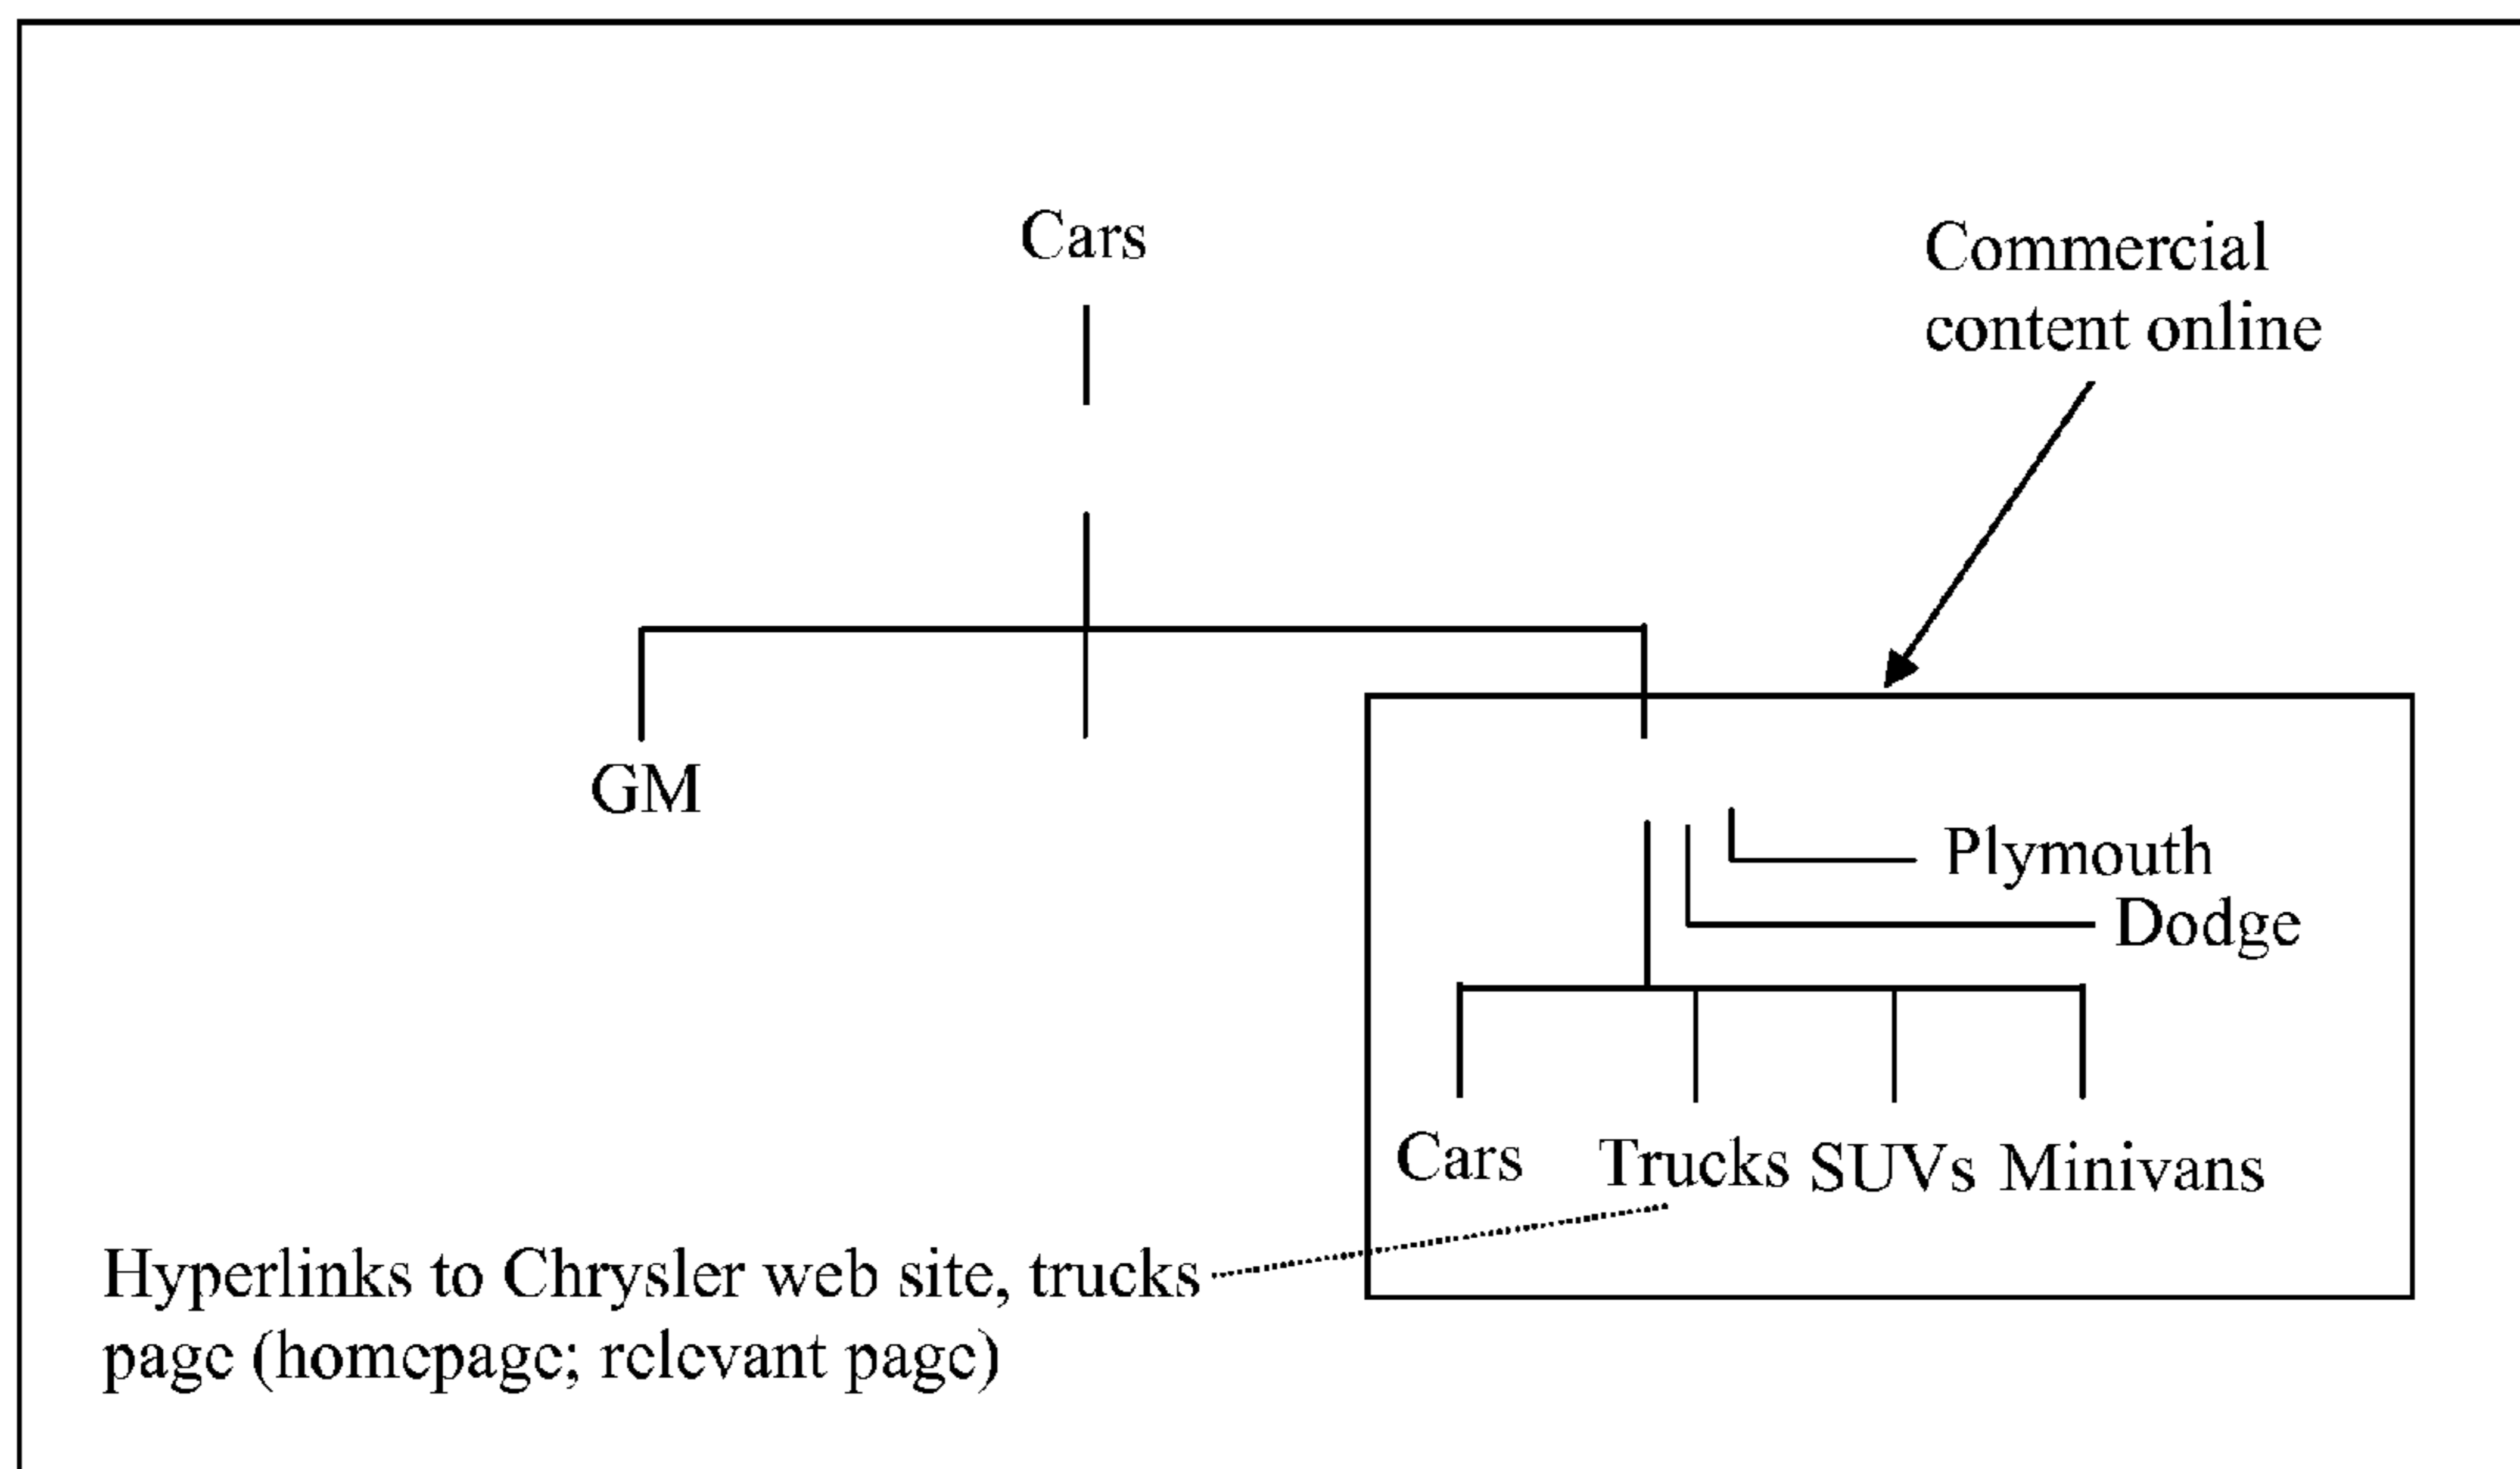 Cars
Commercial
content online
GM
Plymouth
Dodge
Cars Trucks SUVs Minivans
Hyperlinks to Chrysler web site, trucks
page (homepage; relevant page)